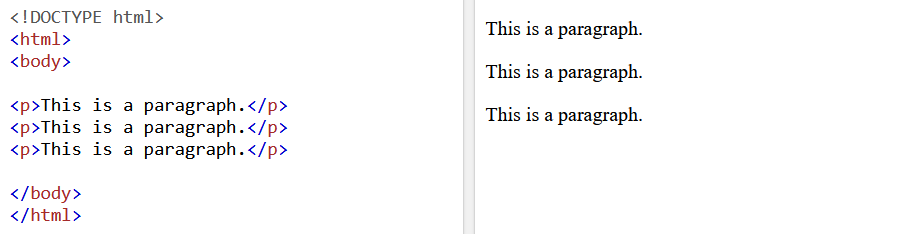 <!DOCTYPE html>
<html>
<body>
<p>This is a paragraph.</p>
<p>This is a paragraph.</p>
<p>This is a paragraph.</p>
</body>
</html>
This is a paragraph.
This is a paragraph.
This is a paragraph.